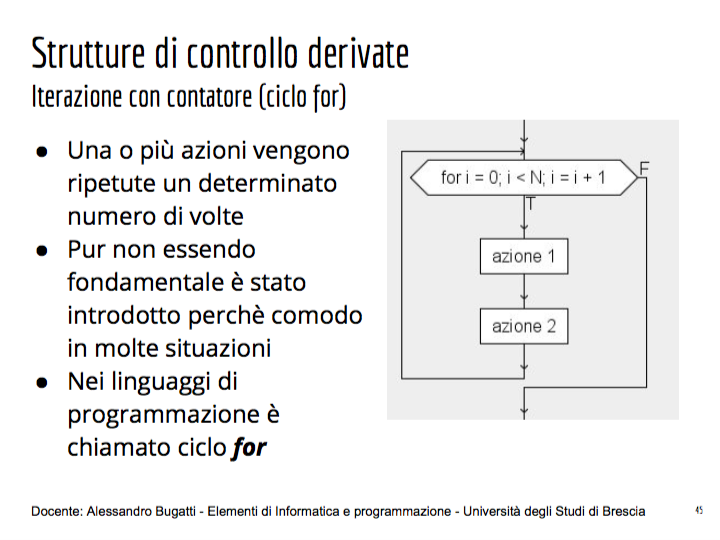 Strutture di controllo derivate
Iterazione con contatore (ciclo for)
● Una o più azioni vengono
ripetute un determinato
numero di volte
● Pur non essendo
fondamentale è stato
introdotto perchè comodo
in molte situazioni
● Nei linguaggi di
programmazione è
chiamato ciclo for
for i = 0; i < N; i = i + 1
F
T
azione 1
azione 2
Docente: Alessandro Bugatti - Elementi di Informatica e programmazione - Università degli Studi di Brescia
45